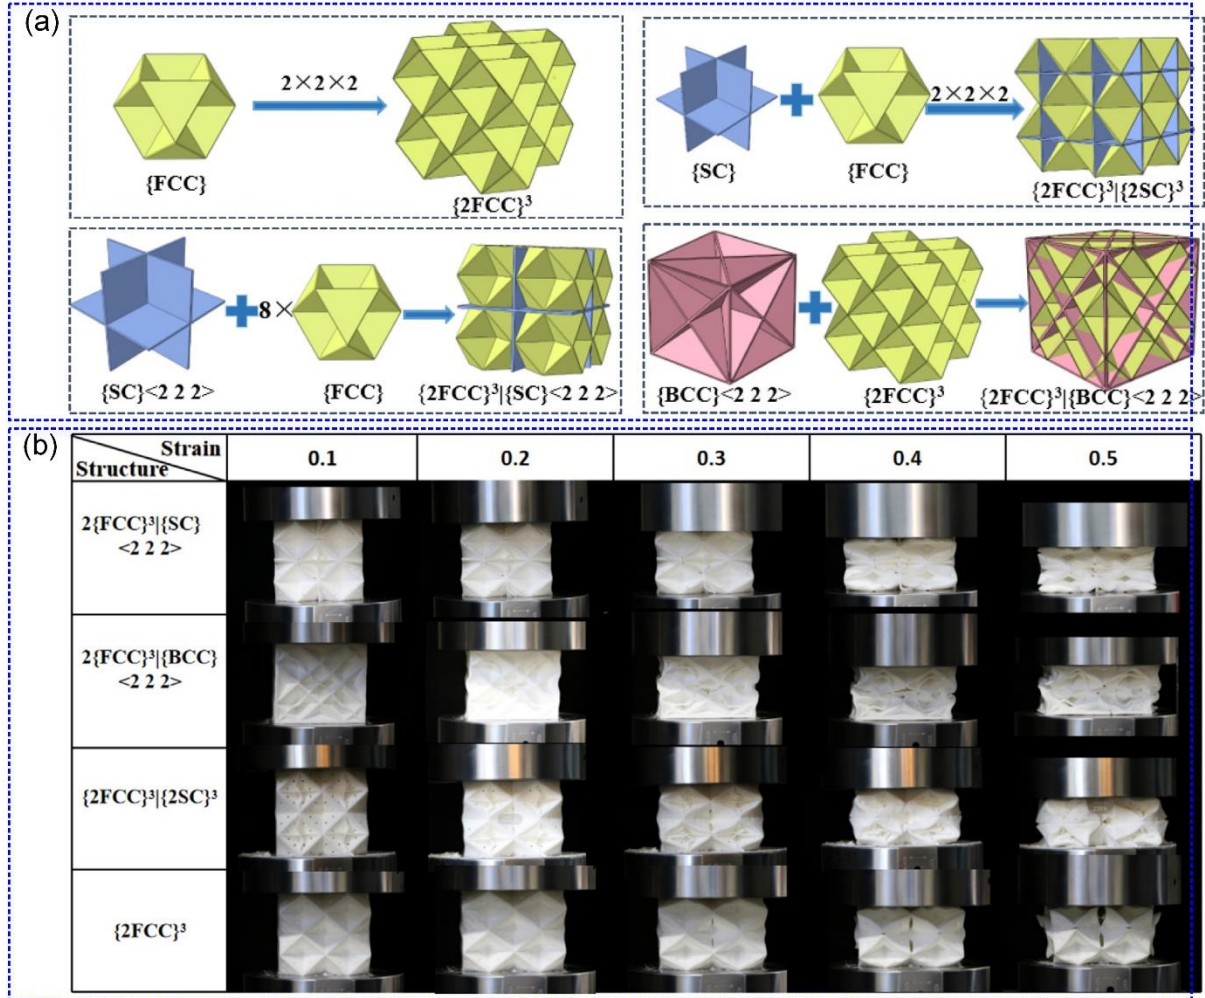 (a)
2×2×2
{FCC}
{2FCC}³
2×2×2
{SC}
{FCC}
{2FCC}³|{2SC}³
8×
{SC}<2 2 2>
{FCC}
{2FCC}³|{SC}<2 2 2>
{BCC}<2 2 2>
{2FCC}³
{2FCC}³|{BCC}<2 2 2>
(b)
Strain
Structure
0.1
0.2
0.3
0.4
0.5
2{FCC}³|{SC}
<2 2 2>
2{FCC}³|{BCC}
<2 2 2>
{2FCC}³|{2SC}³
{2FCC}³